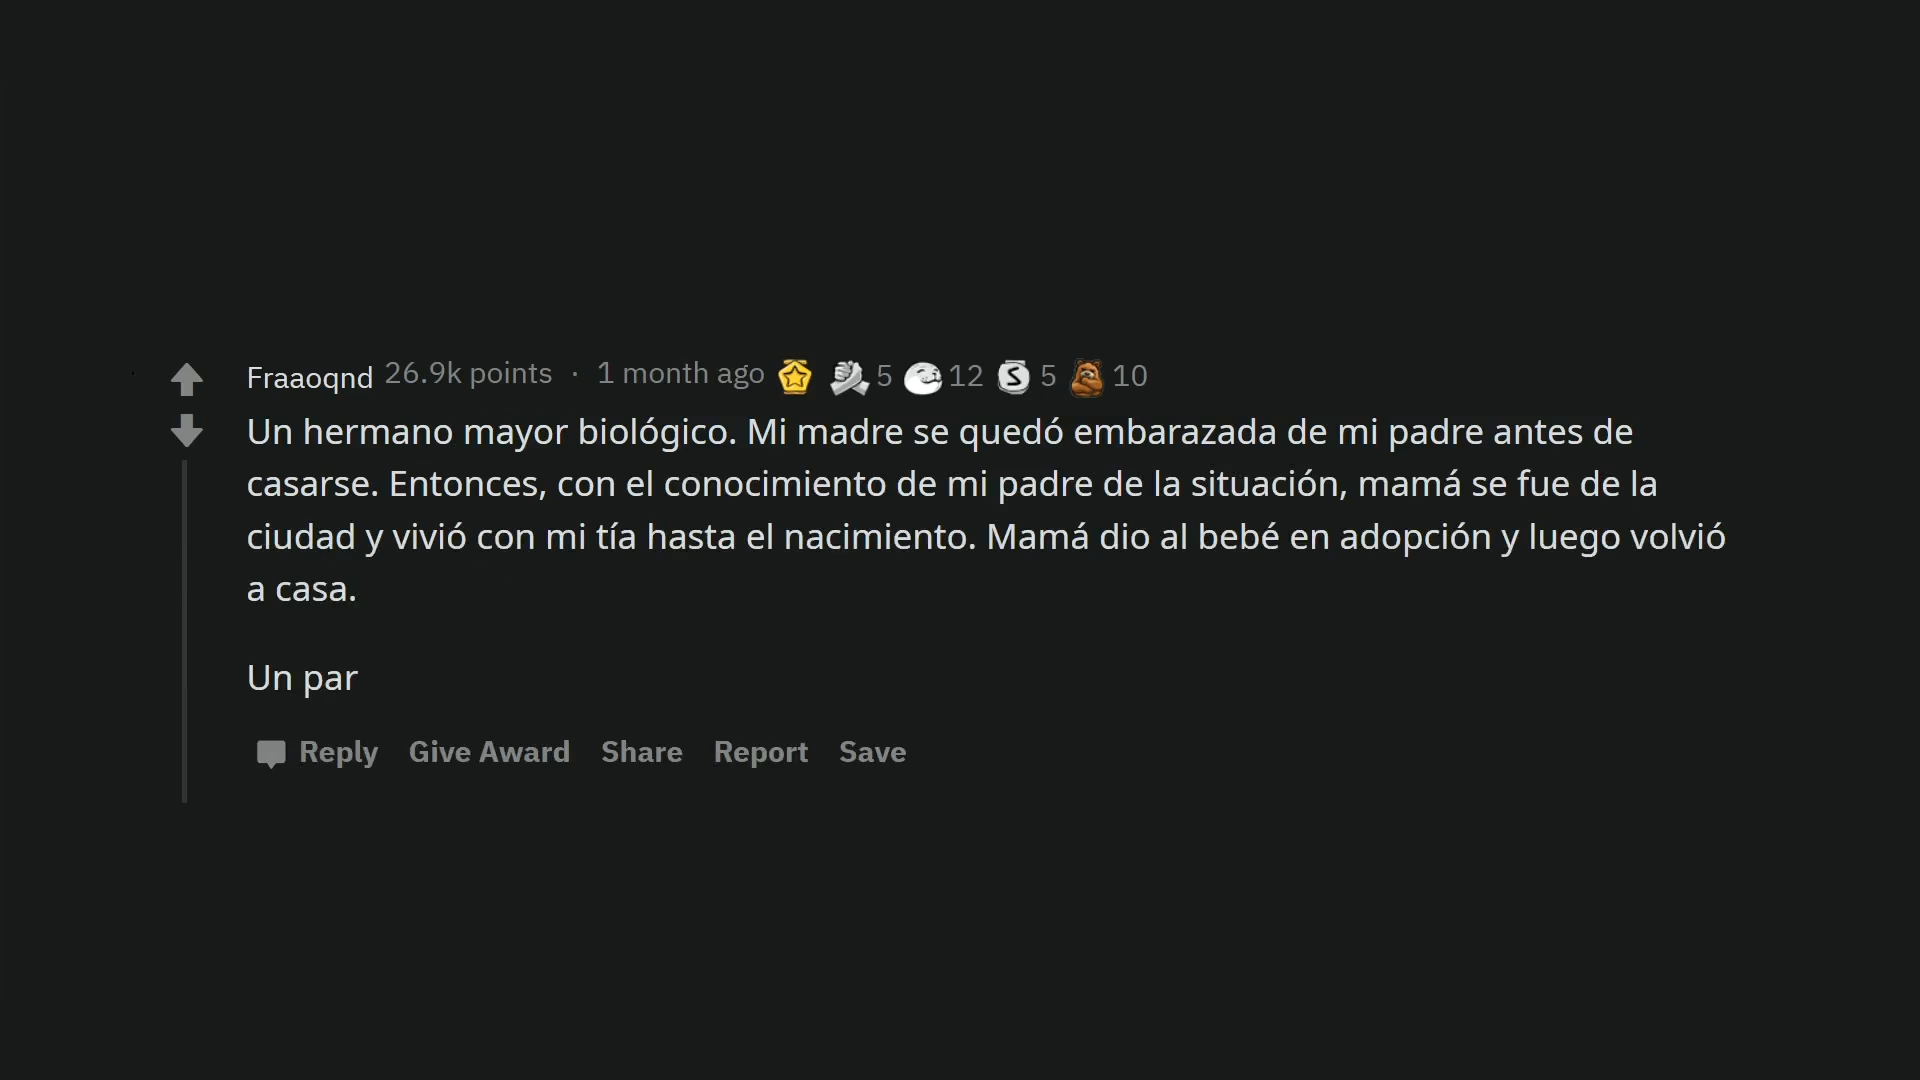 Fraaoqnd 26.9k points · 1 month ago 5 12 5 10
Un hermano mayor biológico. Mi madre se quedó embarazada de mi padre antes de
casarse. Entonces, con el conocimiento de mi padre de la situación, mamá se fue de la
ciudad y vivió con mi tía hasta el nacimiento. Mamá dio al bebé en adopción y luego volvió
a casa.
Un par
Reply Give Award Share Report Save